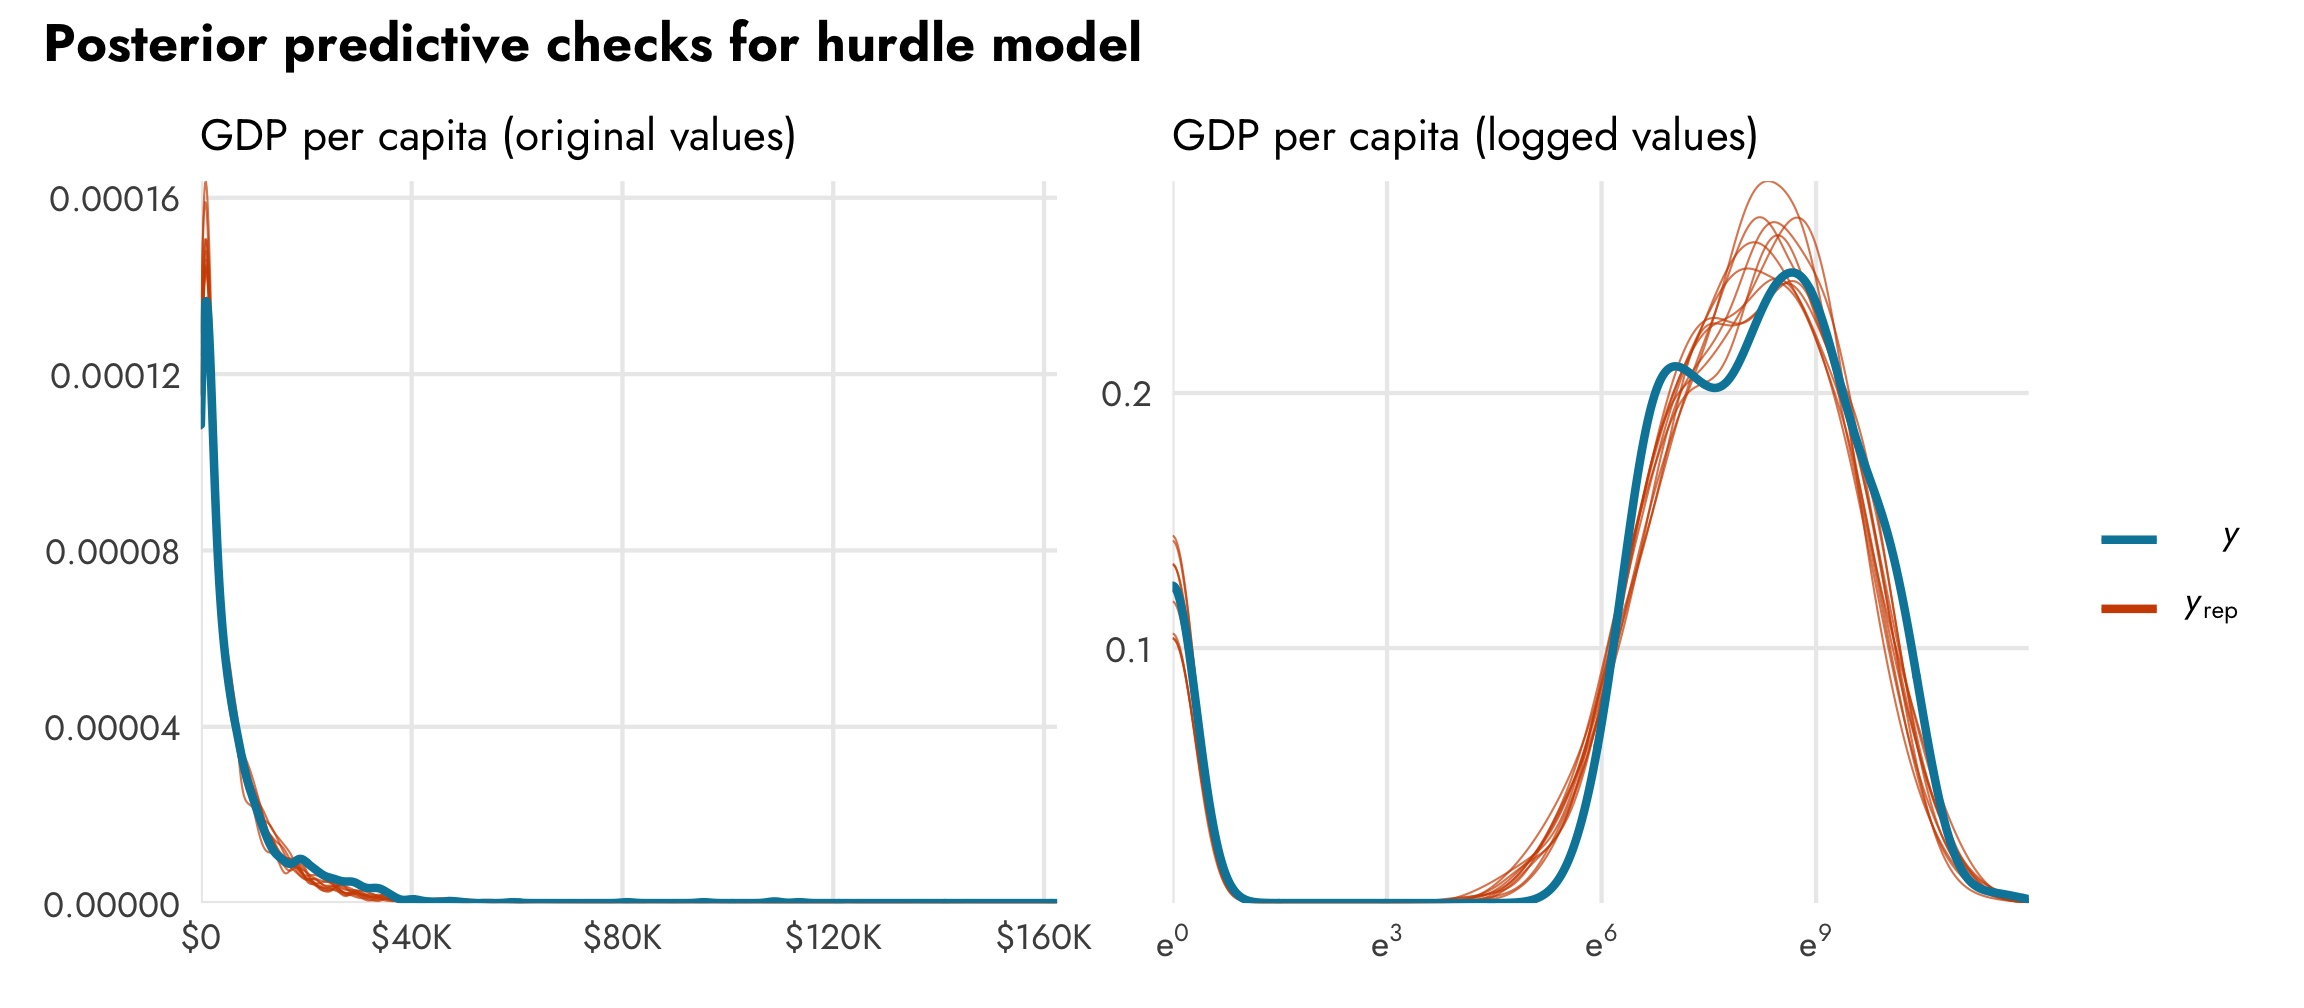 Posterior predictive checks for hurdle model
GDP per capita (original values)
0.00016
0.00012
0.00008
0.00004
0.00000
$0 $40K $80K $120K $160K
GDP per capita (logged values)
0.2
0.1
e⁰ e³ e⁶ e⁹
y
y_rep